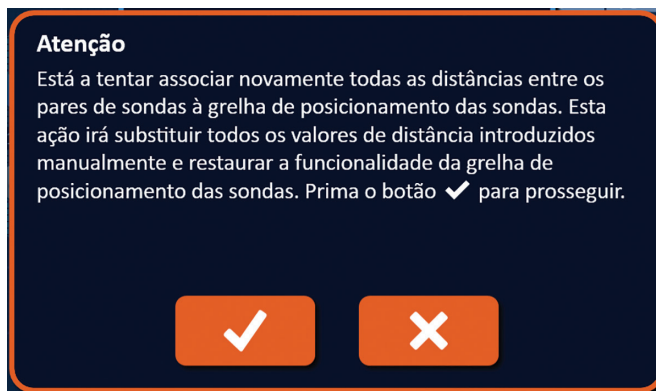 Atenção
Está a tentar associar novamente todas as distâncias entre os
pares de sondas à grelha de posicionamento das sondas. Esta
ação irá substituir todos os valores de distância introduzidos
manualmente e restaurar a funcionalidade da grelha de
posicionamento das sondas. Prima o botão ✔ para prosseguir.